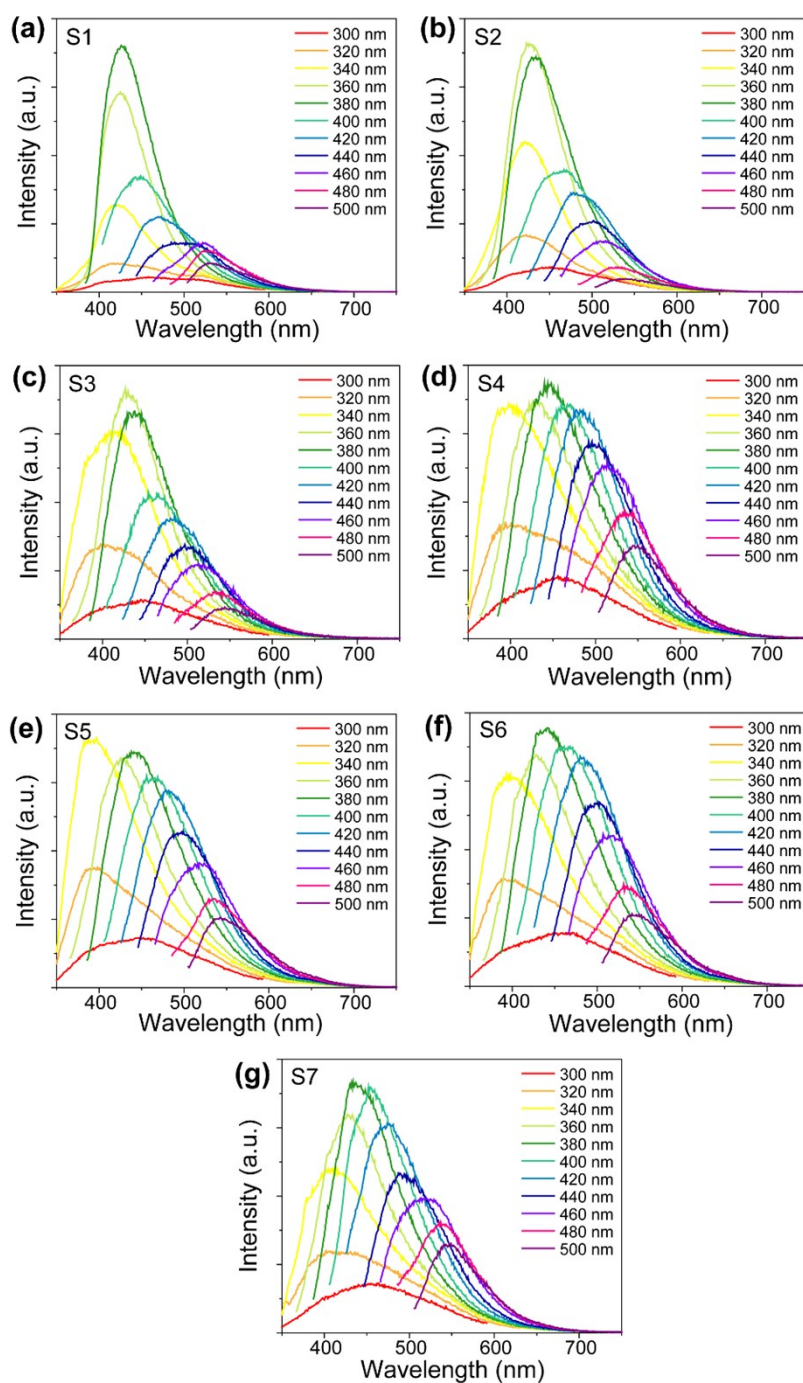 (a)
S1
300 nm
320 nm
340 nm
360 nm
380 nm
400 nm
420 nm
440 nm
460 nm
480 nm
500 nm
Intensity (a.u.)
400 500 600 700
Wavelength (nm)
(b)
S2
300 nm
320 nm
340 nm
360 nm
380 nm
400 nm
420 nm
440 nm
460 nm
480 nm
500 nm
Intensity (a.u.)
400 500 600 700
Wavelength (nm)
(c)
S3
300 nm
320 nm
340 nm
360 nm
380 nm
400 nm
420 nm
440 nm
460 nm
480 nm
500 nm
Intensity (a.u.)
400 500 600 700
Wavelength (nm)
(d)
S4
300 nm
320 nm
340 nm
360 nm
380 nm
400 nm
420 nm
440 nm
460 nm
480 nm
500 nm
Intensity (a.u.)
400 500 600 700
Wavelength (nm)
(e)
S5
300 nm
320 nm
340 nm
360 nm
380 nm
400 nm
420 nm
440 nm
460 nm
480 nm
500 nm
Intensity (a.u.)
400 500 600 700
Wavelength (nm)
(f)
S6
300 nm
320 nm
340 nm
360 nm
380 nm
400 nm
420 nm
440 nm
460 nm
480 nm
500 nm
Intensity (a.u.)
400 500 600 700
Wavelength (nm)
(g)
S7
300 nm
320 nm
340 nm
360 nm
380 nm
400 nm
420 nm
440 nm
460 nm
480 nm
500 nm
Intensity (a.u.)
400 500 600 700
Wavelength (nm)